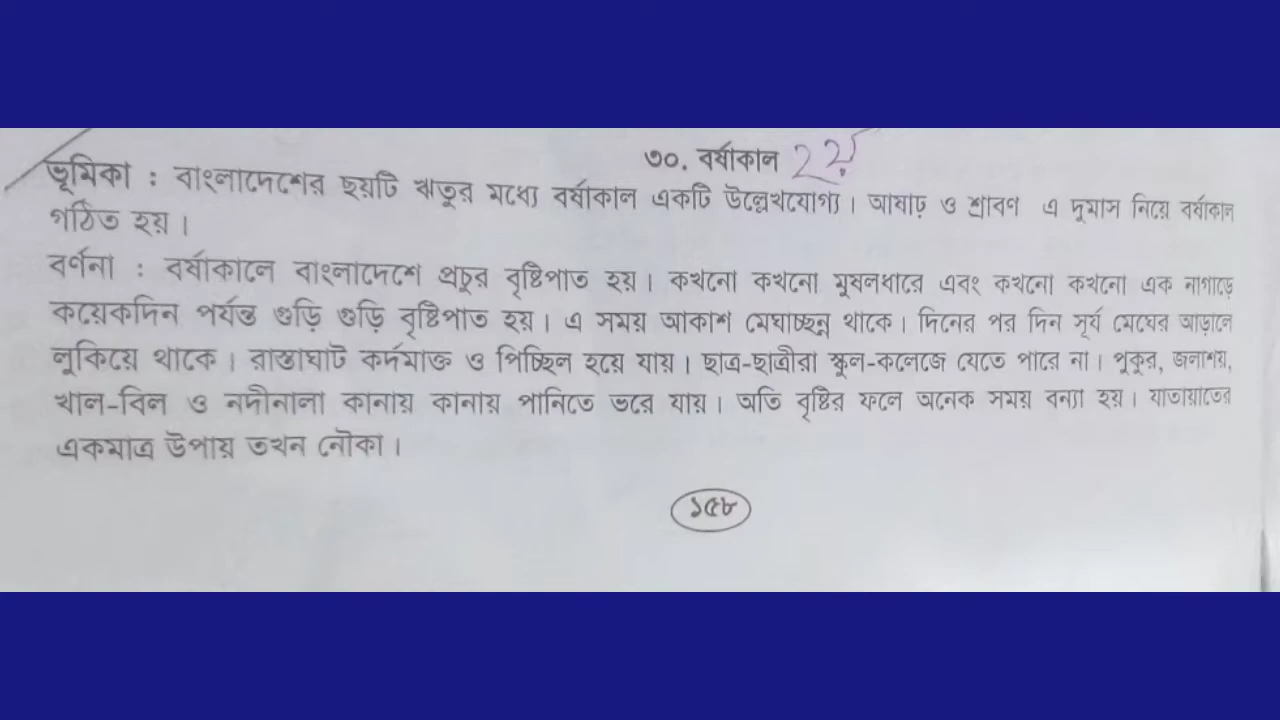 ৩০. বর্ষাকাল ২য়
ভূমিকা : বাংলাদেশের ছয়টি ঋতুর মধ্যে বর্ষাকাল একটি উল্লেখযোগ্য। আষাঢ় ও শ্রাবণ এ দুমাস নিয়ে বর্ষাকাল
গঠিত হয়।
বর্ণনা : বর্ষাকালে বাংলাদেশে প্রচুর বৃষ্টিপাত হয়। কখনো কখনো মুষলধারে এবং কখনো কখনো এক নাগাড়ে
কয়েকদিন পর্যন্ত গুড়ি গুড়ি বৃষ্টিপাত হয়। এ সময় আকাশ মেঘাচ্ছন্ন থাকে। দিনের পর দিন সূর্য মেঘের আড়ালে
লুকিয়ে থাকে। রাস্তাঘাট কর্দমাক্ত ও পিচ্ছিল হয়ে যায়। ছাত্র-ছাত্রীরা স্কুল-কলেজে যেতে পারে না। পুকুর, জলাশয়,
খাল-বিল ও নদীনালা কানায় কানায় পানিতে ভরে যায়। অতি বৃষ্টির ফলে অনেক সময় বন্যা হয়। যাতায়াতের
একমাত্র উপায় তখন নৌকা।
১৫৮